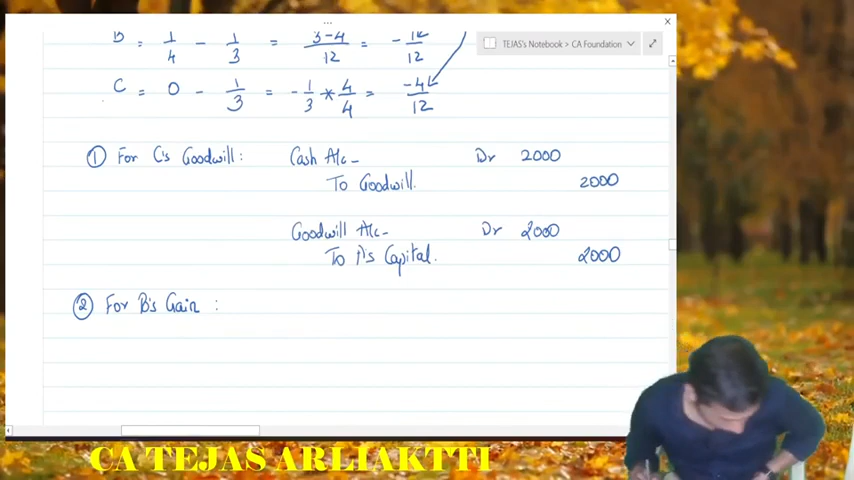 TEJAS's Notebook > CA Foundation
B = 1/4 - 1/3 = 3-4/12 = - /12
C = 0 - 1/3 = -1/3 * 4/4 = -4/12
① For C's Goodwill: Cash A/c- Dr 2000
To Goodwill. 2000
Goodwill A/c- Dr 2000
To A's Capital. 2000
② For B's Gain :
CA TEJAS ARLIAKTTI